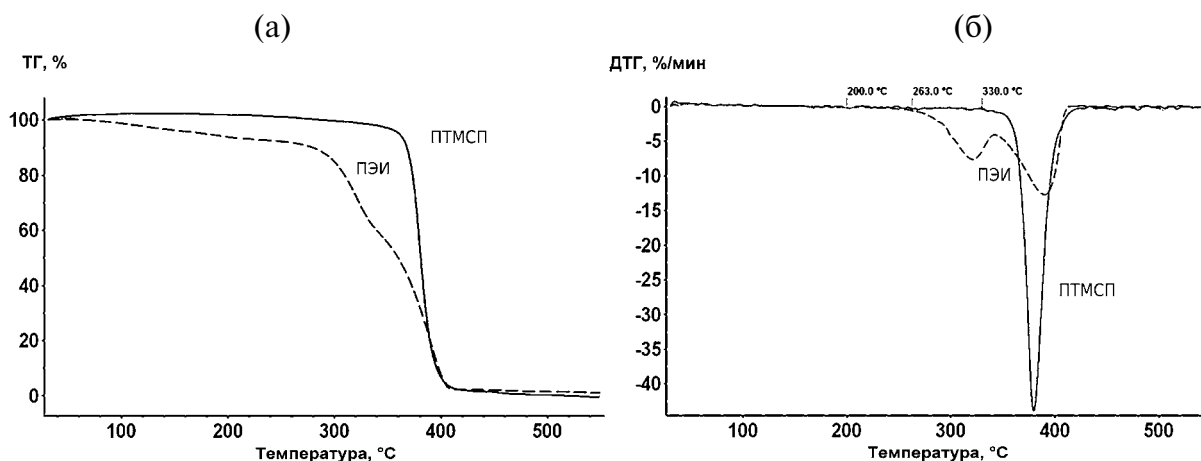 (а)
(б)
ТГ, %
ДТГ, %/мин
100
80
60
40
20
0
ПТМСП
ПЭИ
100
200
300
400
500
Температура, °C
0
-5
-10
-15
-20
-25
-30
-35
-40
200.0 °C
263.0 °C
330.0 °C
ПЭИ
ПТМСП
100
200
300
400
500
Температура, °C